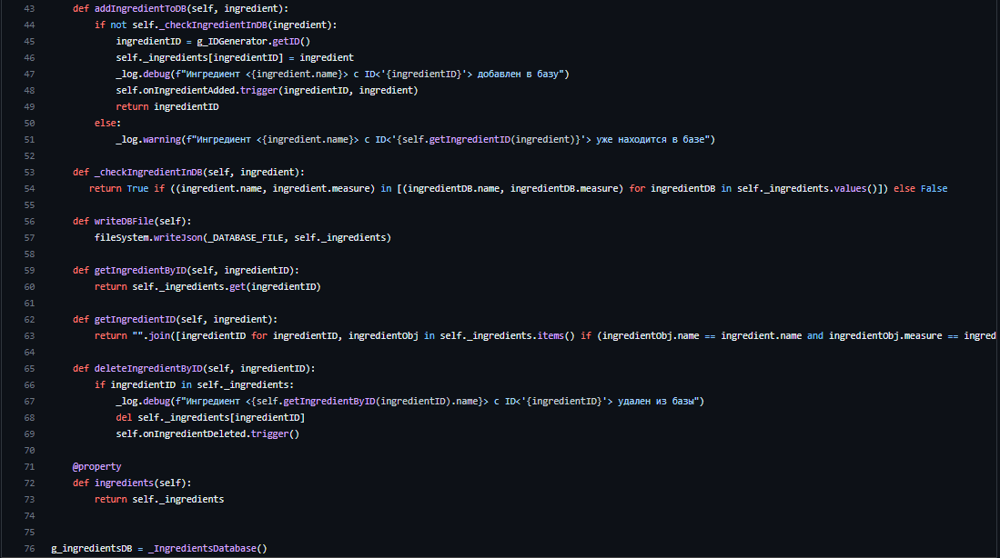 43 def addIngredientToDB(self, ingredient):
44 if not self._checkIngredientInDB(ingredient):
45 ingredientID = g_IDGenerator.getID()
46 self._ingredients[ingredientID] = ingredient
47 _log.debug(f"Ингредиент <{ingredient.name}> с ID<'{ingredientID}'> добавлен в базу")
48 self.onIngredientAdded.trigger(ingredientID, ingredient)
49 return ingredientID
50 else:
51 _log.warning(f"Ингредиент <{ingredient.name}> с ID<'{self.getIngredientID(ingredient)}'> уже находится в базе")
52
53 def _checkIngredientInDB(self, ingredient):
54 return True if ((ingredient.name, ingredient.measure) in [(ingredientDB.name, ingredientDB.measure) for ingredientDB in self._ingredients.values()]) else False
55
56 def writeDBFile(self):
57 fileSystem.writeJson(_DATABASE_FILE, self._ingredients)
58
59 def getIngredientByID(self, ingredientID):
60 return self._ingredients.get(ingredientID)
61
62 def getIngredientID(self, ingredient):
63 return "".join([ingredientID for ingredientID, ingredientObj in self._ingredients.items() if (ingredientObj.name == ingredient.name and ingredientObj.measure == ingred
64
65 def deleteIngredientByID(self, ingredientID):
66 if ingredientID in self._ingredients:
67 _log.debug(f"Ингредиент <{self.getIngredientByID(ingredientID).name}> с ID<'{ingredientID}'> удален из базы")
68 del self._ingredients[ingredientID]
69 self.onIngredientDeleted.trigger()
70
71 @property
72 def ingredients(self):
73 return self._ingredients
74
75
76 g_ingredientsDB = _IngredientsDatabase()